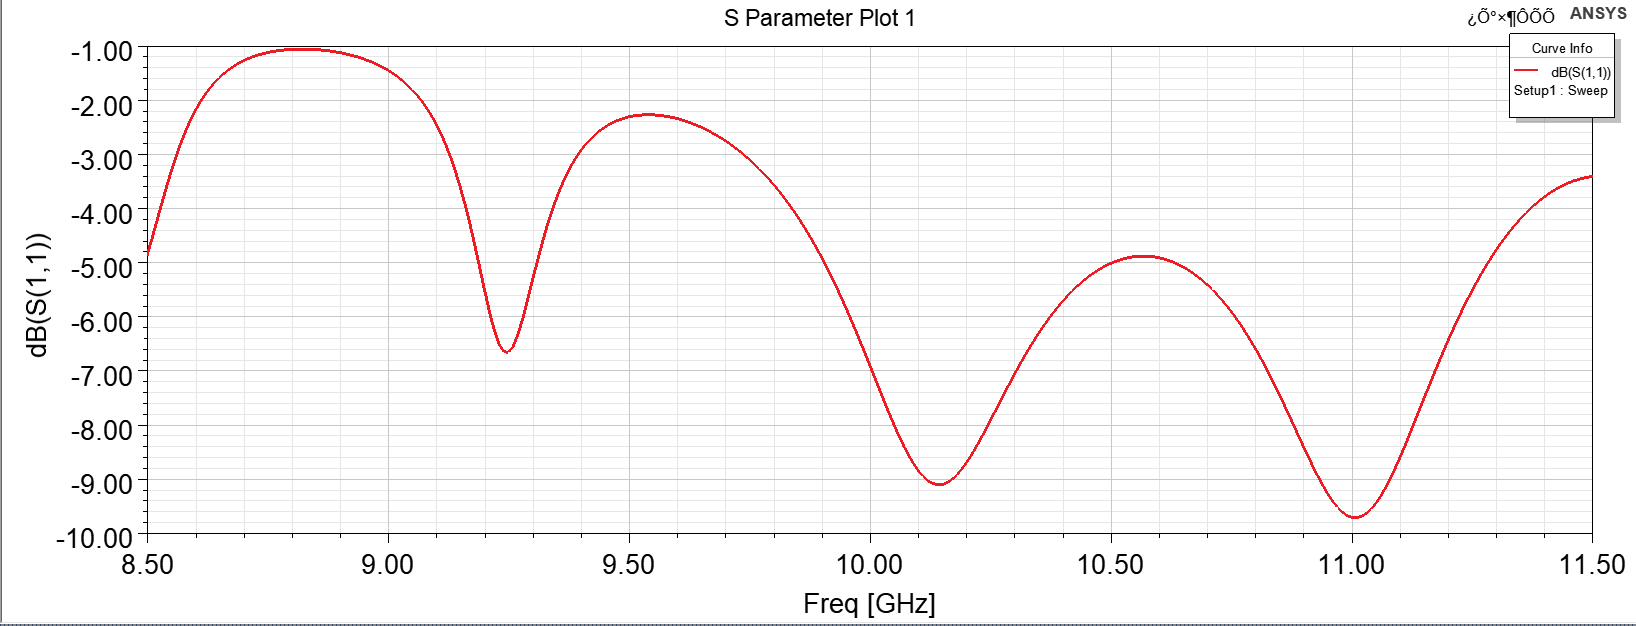 S Parameter Plot 1
¿Õ°×¶ÔÕÕ ANSYS
Curve Info
dB(S(1,1))
Setup1 : Sweep
-1.00
-2.00
-3.00
-4.00
-5.00
-6.00
-7.00
-8.00
-9.00
-10.00
dB(S(1,1))
8.50 9.00 9.50 10.00 10.50 11.00 11.50
Freq [GHz]